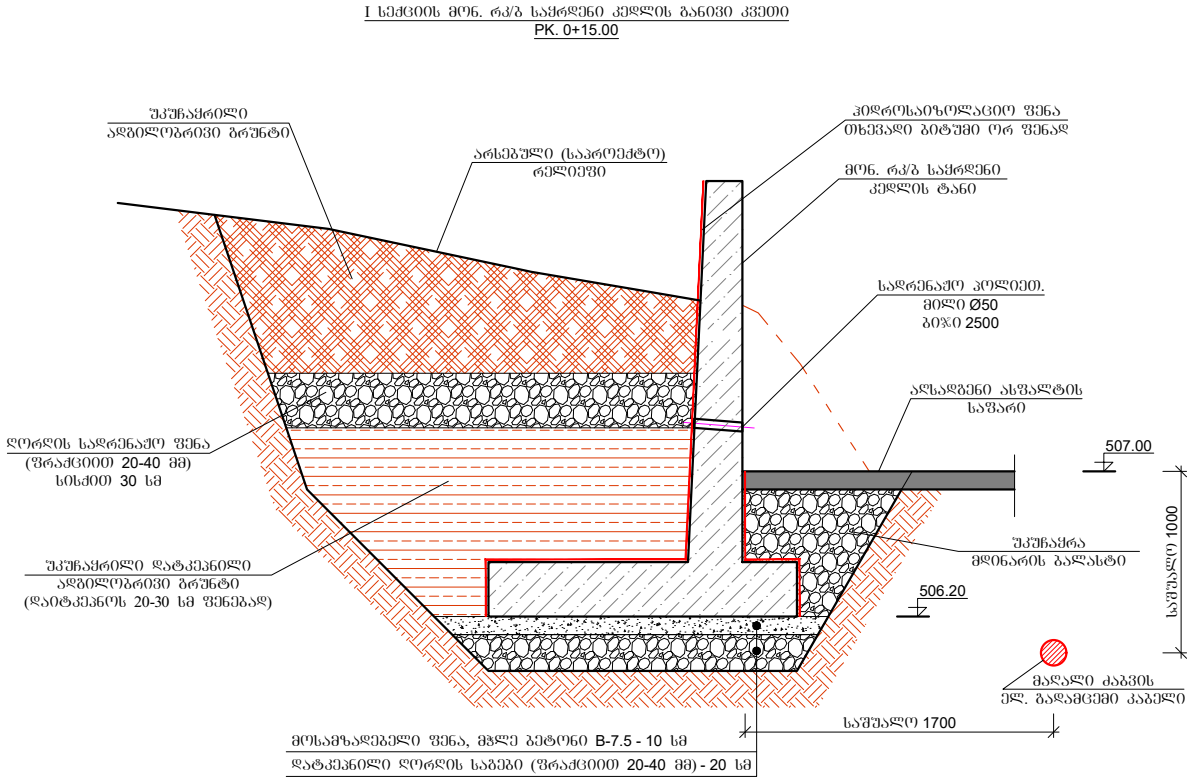 I სექციის მონ. რკ/ბ საყრდენი კედლის განივი კვეთი
PK. 0+15.00
უკუჩაყრილი
ადგილობრივი გრუნტი
არსებული (საპროექტო)
რელიეფი
ჰიდროსაიზოლაციო ფენა
თხევადი ბიტუმი ორ ფენად
მონ. რკ/ბ საყრდენი
კედლის ტანი
სადრენაჟო პოლიეთ.
მილი Ø50
ბიჯი 2500
აღსადგენი ასფალტის
საფარი
507.00
ღორღის სადრენაჟო ფენა
(ფრაქციით 20-40 მმ)
სისქით 30 სმ
უკუჩაყრა
მდინარის ბალასტი
საშუალო 1000
უკუჩაყრილი დატკეპნილი
ადგილობრივი გრუნტი
(დაიტკეპნოს 20-30 სმ ფენებად)
506.20
მაღალი ძაბვის
ელ. გადამცემი კაბელი
საშუალო 1700
მოსამზადებელი ფენა, მჭლე ბეტონი B-7.5 - 10 სმ
დატკეპნილი ღორღის საგები (ფრაქციით 20-40 მმ) - 20 სმ